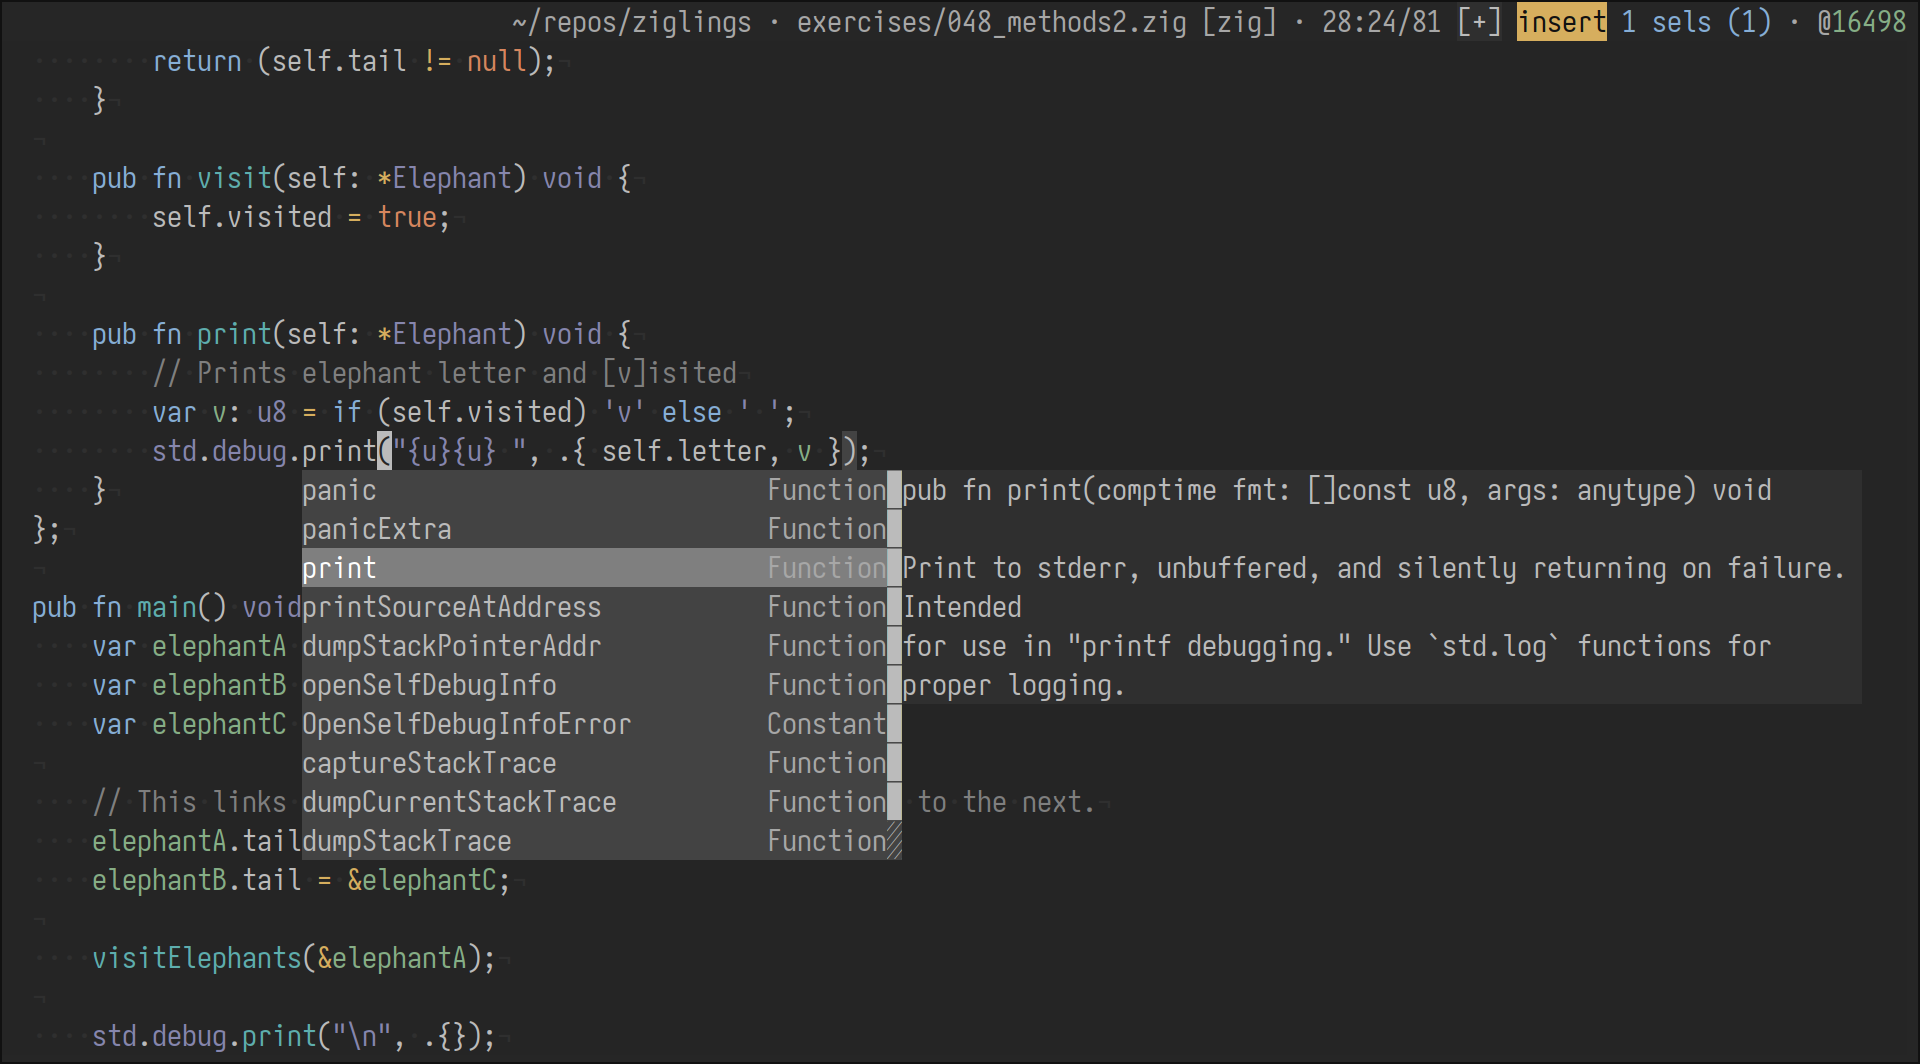 ~/repos/ziglings · exercises/048_methods2.zig [zig] · 28:24/81 [+] insert 1 sels (1) · @16498
        return (self.tail != null);¬
    }¬
¬
    pub fn visit(self: *Elephant) void {¬
        self.visited = true;¬
    }¬
¬
    pub fn print(self: *Elephant) void {¬
        // Prints elephant letter and [v]isited¬
        var v: u8 = if (self.visited) 'v' else ' ';¬
        std.debug.print("{u}{u} ", .{ self.letter, v });¬
    }¬ panic Function pub fn print(comptime fmt: []const u8, args: anytype) void
};¬ panicExtra Function
¬ print Function Print to stderr, unbuffered, and silently returning on failure.
pub fn main() void printSourceAtAddress Function Intended
    var elephantA dumpStackPointerAddr Function for use in "printf debugging." Use `std.log` functions for
    var elephantB openSelfDebugInfo Function proper logging.
    var elephantC OpenSelfDebugInfoError Constant
¬ captureStackTrace Function
    // This links dumpCurrentStackTrace Function to the next.¬
    elephantA.tail dumpStackTrace Function
    elephantB.tail = &elephantC;¬
¬
    visitElephants(&elephantA);¬
¬
    std.debug.print("\n", .{});¬